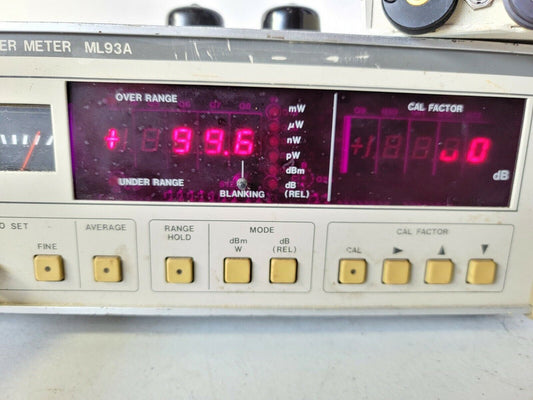 ER METER ML93A
OVER RANGE
+ 99.6
UNDER RANGE
BLANKING
mW
μW
nW
pW
dBm
dB
(REL)
CAL FACTOR
.0
dB
O SET
FINE
AVERAGE
RANGE
HOLD
MODE
dBm
W
dB
(REL)
CAL FACTOR
CAL